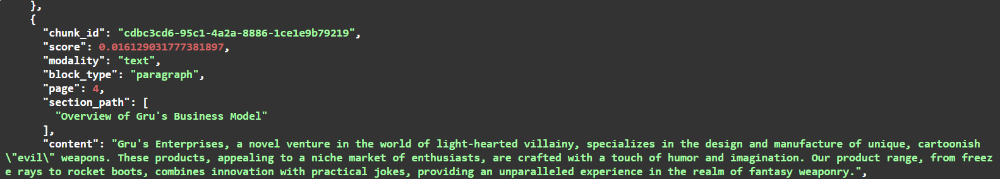 },
{
"chunk_id": "cdbc3cd6-95c1-4a2a-8886-1ce1e9b79219",
"score": 0.016129031777381897,
"modality": "text",
"block_type": "paragraph",
"page": 4,
"section_path": [
"Overview of Gru's Business Model"
],
"content": "Gru's Enterprises, a novel venture in the world of light-hearted villainy, specializes in the design and manufacture of unique, cartoonish
\"evil\" weapons. These products, appealing to a niche market of enthusiasts, are crafted with a touch of humor and imagination. Our product range, from freez
e rays to rocket boots, combines innovation with practical jokes, providing an unparalleled experience in the realm of fantasy weaponry.",